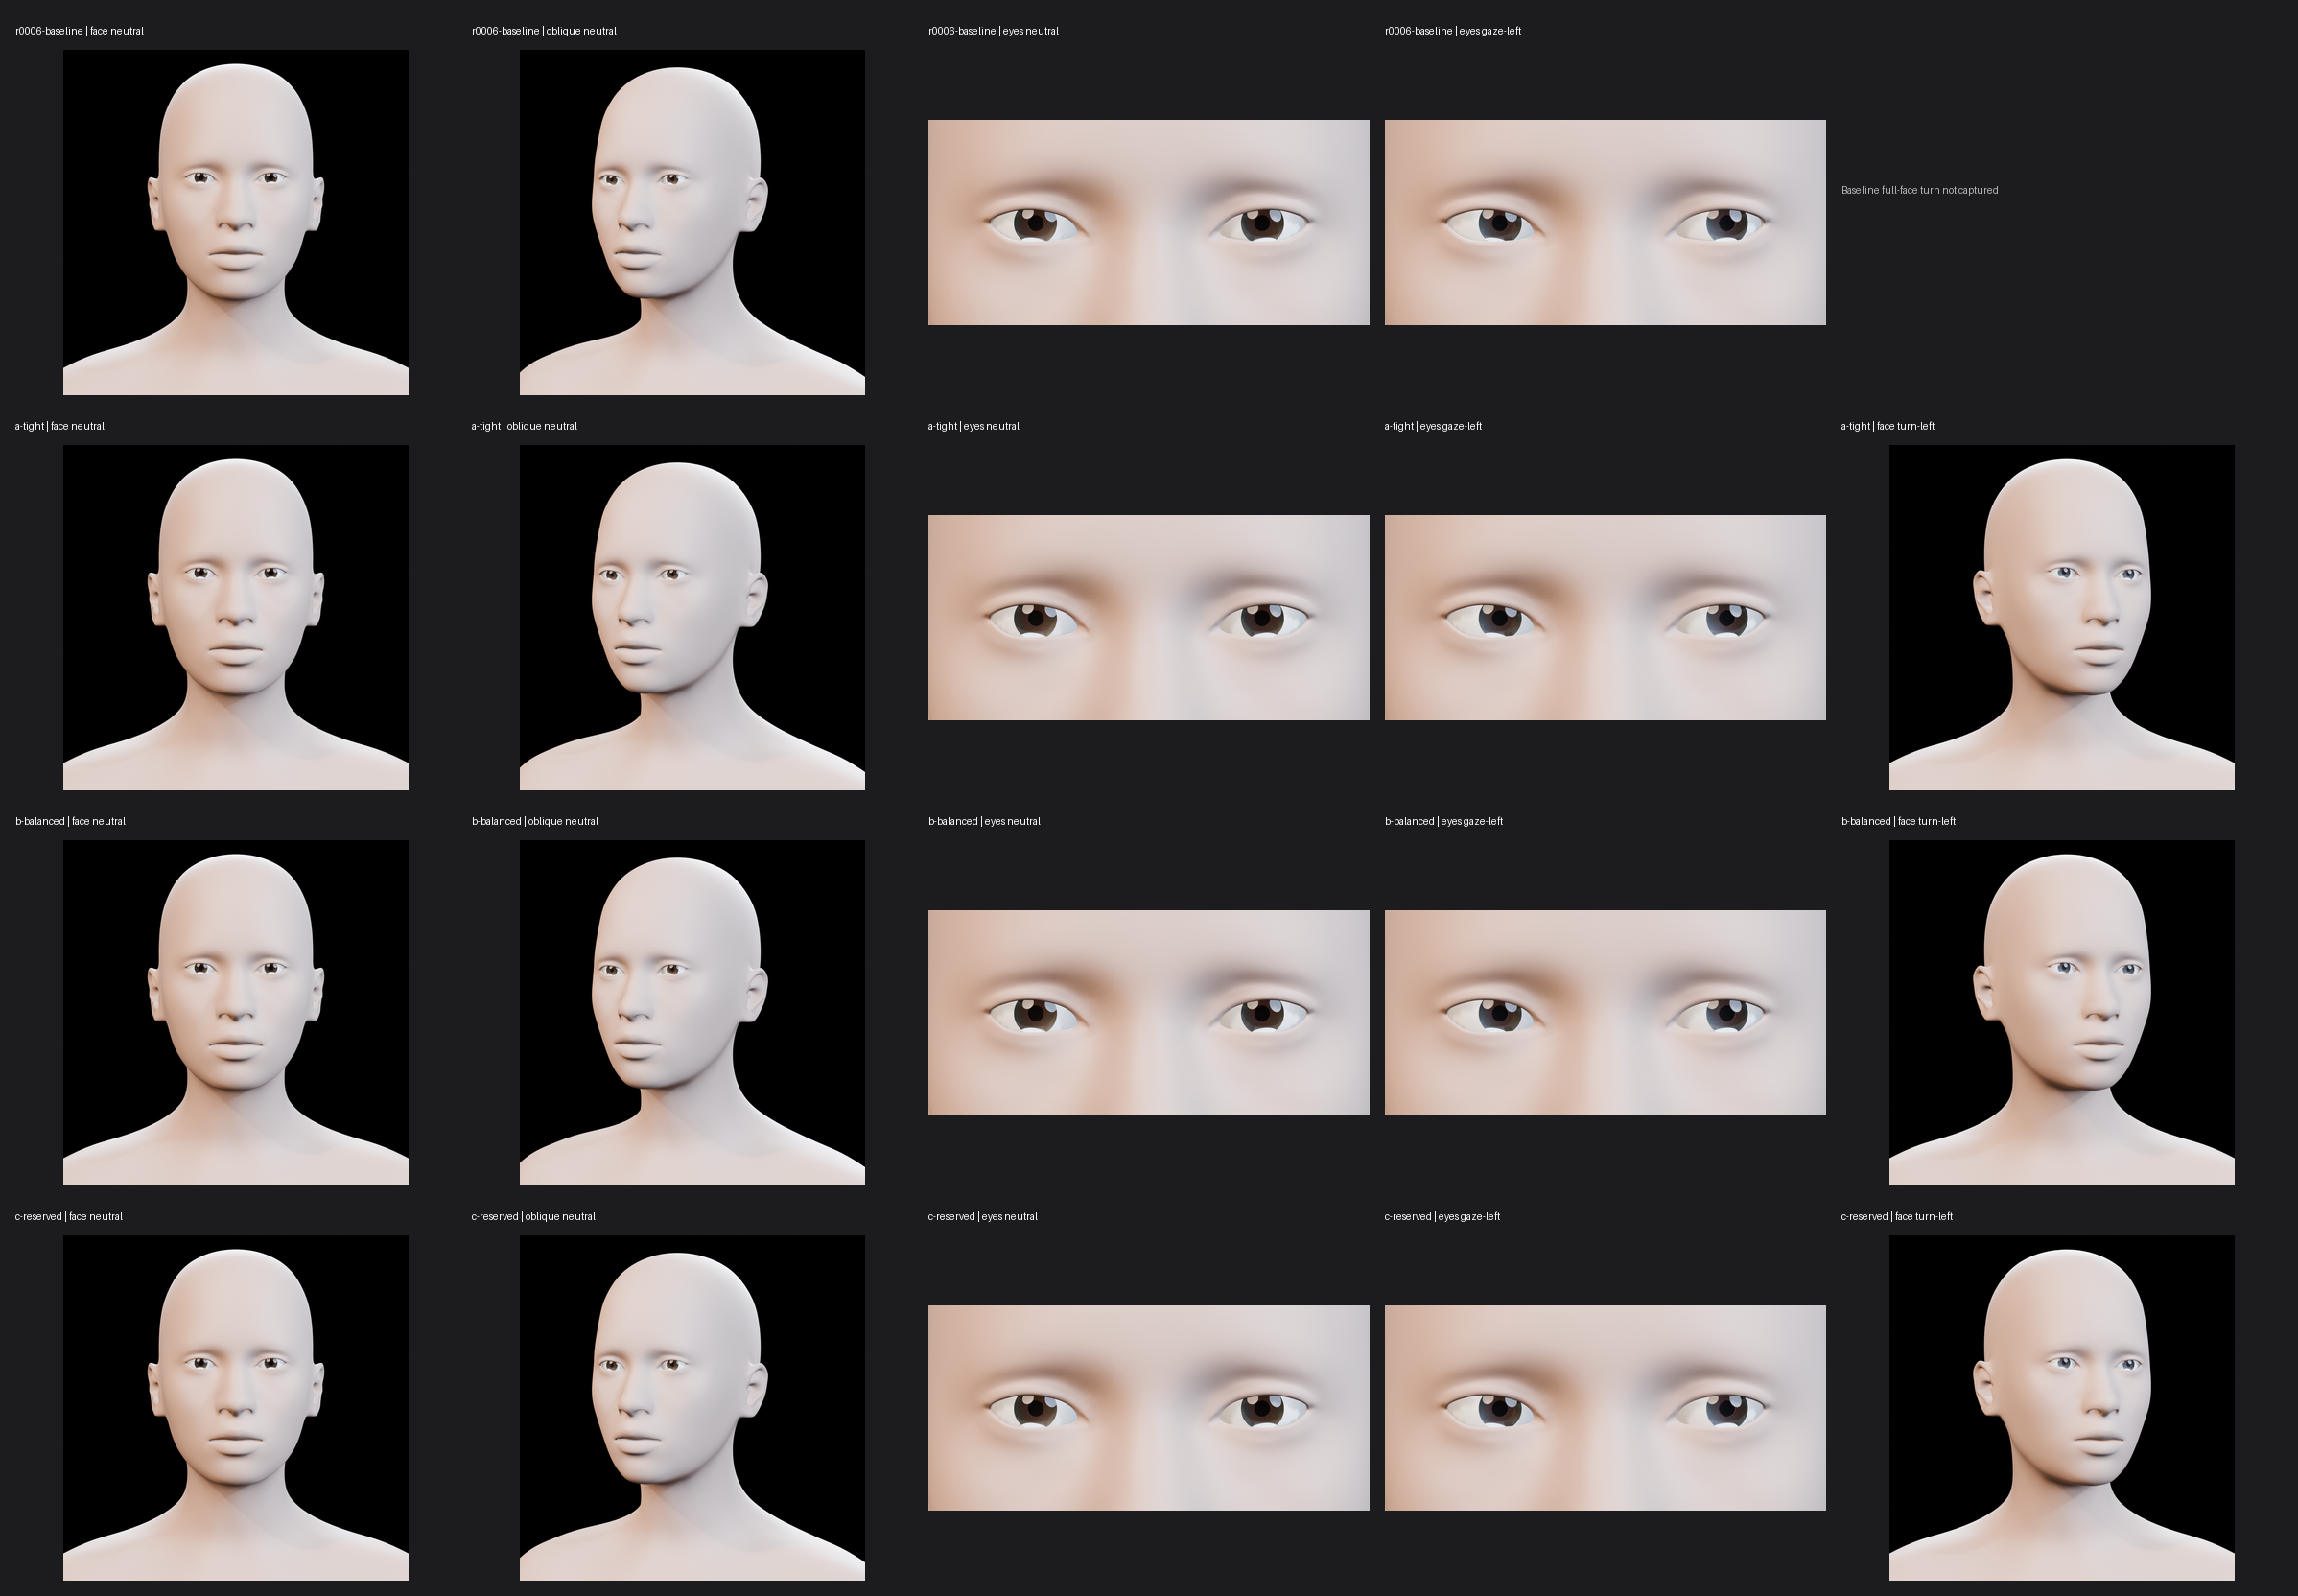 r0006-baseline | face neutral
r0006-baseline | oblique neutral
r0006-baseline | eyes neutral
r0006-baseline | eyes gaze-left
Baseline full-face turn not captured
a-tight | face neutral
a-tight | oblique neutral
a-tight | eyes neutral
a-tight | eyes gaze-left
a-tight | face turn-left
b-balanced | face neutral
b-balanced | oblique neutral
b-balanced | eyes neutral
b-balanced | eyes gaze-left
b-balanced | face turn-left
c-reserved | face neutral
c-reserved | oblique neutral
c-reserved | eyes neutral
c-reserved | eyes gaze-left
c-reserved | face turn-left